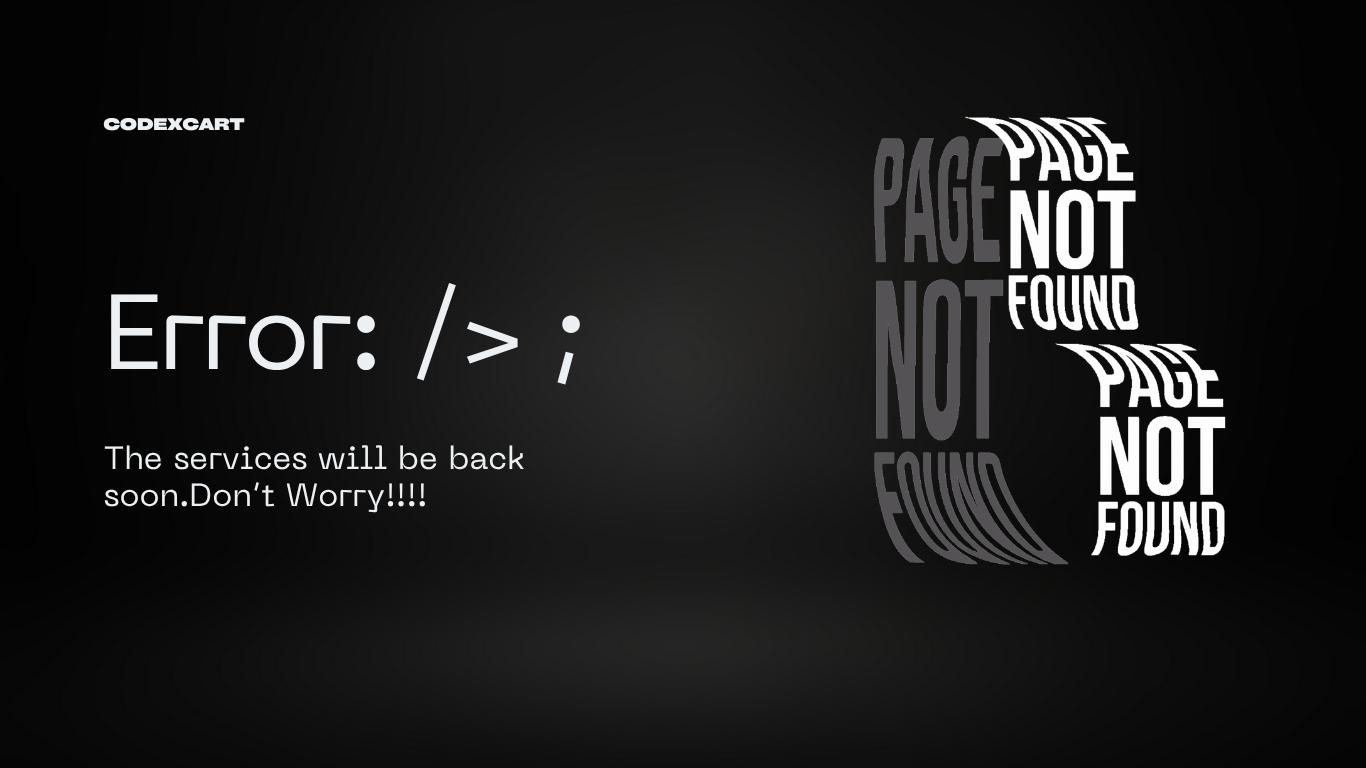 CODEXCART
Error: /> ;
The services will be back
soon.Don't Worry!!!!
PAGE
NOT
FOUND
PAGE
NOT
FOUND
PAGE
NOT
FOUND